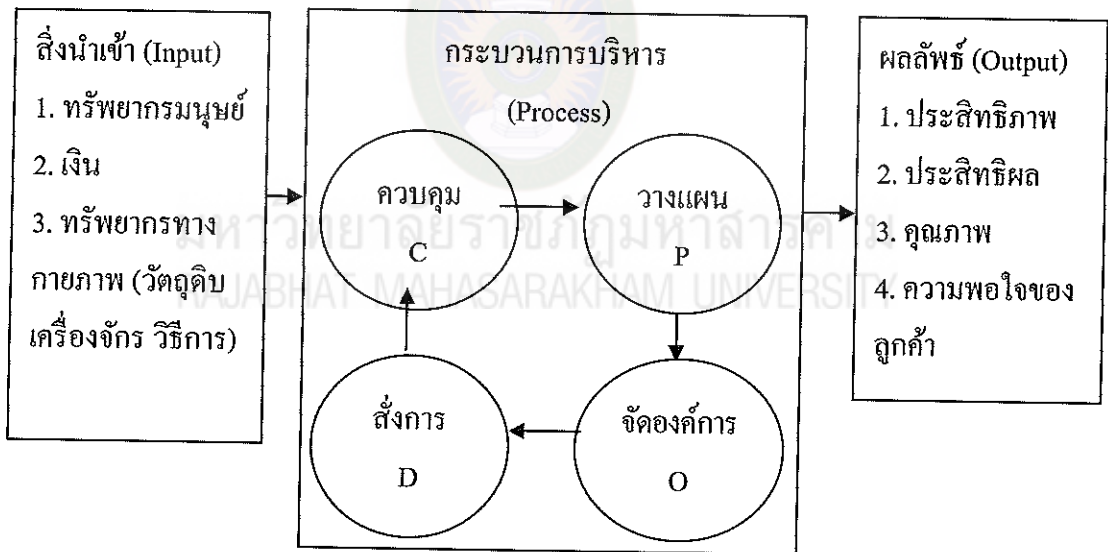 สิ่งนำเข้า (Input)
1. ทรัพยากรมนุษย์
2. เงิน
3. ทรัพยากรทาง
กายภาพ (วัตถุดิบ
เครื่องจักร วิธีการ)
กระบวนการบริหาร
(Process)
ควบคุม
C
วางแผน
P
สั่งการ
D
จัดองค์การ
O
ผลลัพธ์ (Output)
1. ประสิทธิภาพ
2. ประสิทธิผล
3. คุณภาพ
4. ความพอใจของ
ลูกค้า
มหาวิทยาลัยราชภัฏมหาสารคาม
RAJABHAT MAHASARAKHAM UNIVERSITY